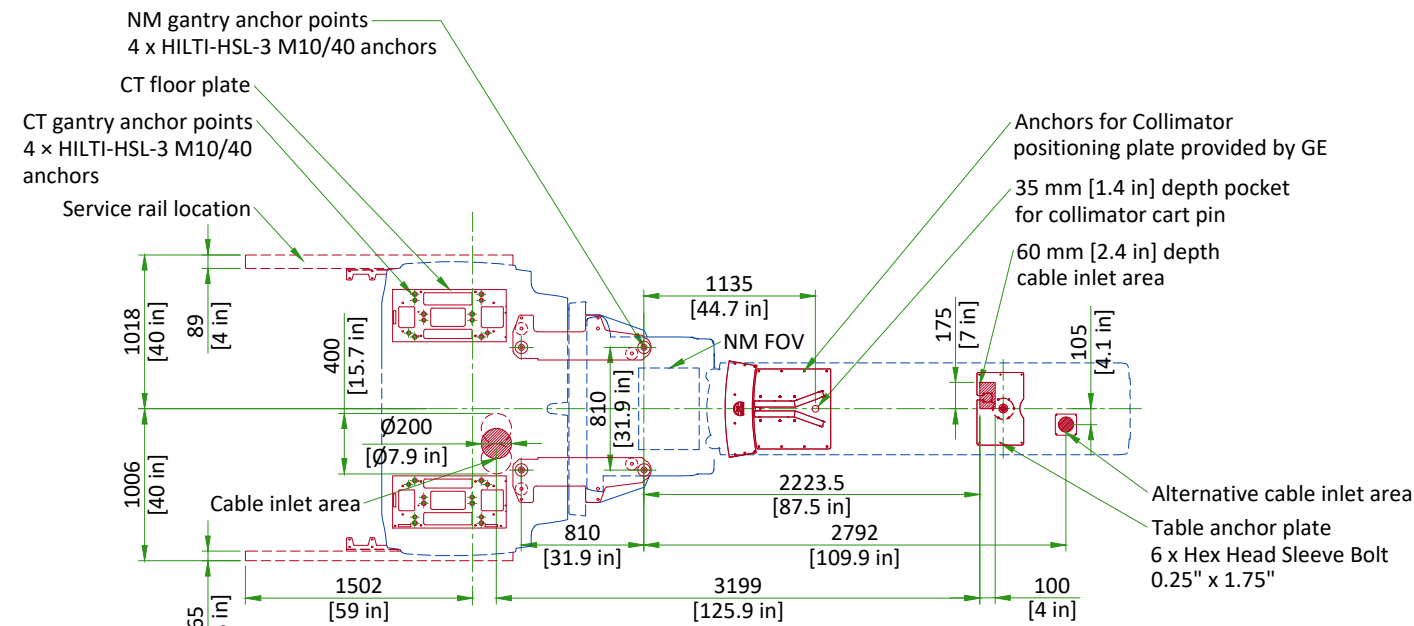 NM gantry anchor points
4 x HILTI-HSL-3 M10/40 anchors
CT floor plate
CT gantry anchor points
4 × HILTI-HSL-3 M10/40
anchors
Service rail location
Anchors for Collimator
positioning plate provided by GE
35 mm [1.4 in] depth pocket
for collimator cart pin
60 mm [2.4 in] depth
cable inlet area
1135
[44.7 in]
NM FOV
175
[7 in]
105
[4.1 in]
1018
[40 in]
89
[4 in]
400
[15.7 in]
810
[31.9 in]
Ø200
[Ø7.9 in]
1006
[40 in]
Cable inlet area
2223.5
[87.5 in]
810
[31.9 in]
2792
[109.9 in]
Alternative cable inlet area
Table anchor plate
6 x Hex Head Sleeve Bolt
0.25" x 1.75"
1502
[59 in]
3199
[125.9 in]
100
[4 in]
65
in]